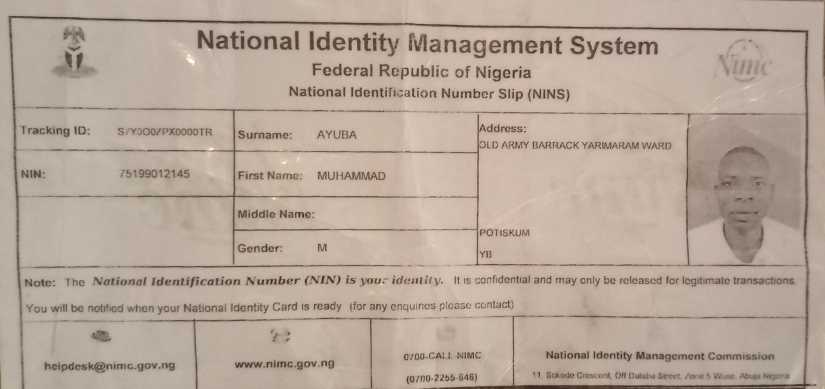 National Identity Management System
Federal Republic of Nigeria
National Identification Number Slip (NINS)
Nimc
Tracking ID:
Surname: AYUBA
Address:
OLD ARMY BARRACK YARIMARAM WARD
NIN: 75199012145
First Name: MUHAMMAD
Middle Name:
POTISKUM
Gender: M
YB
Note: The National Identification Number (NIN) is your identity. It is confidential and may only be released for legitimate transactions.
You will be notified when your National Identity Card is ready (for any enquiries please contact)
helpdesk@nimc.gov.ng
www.nimc.gov.ng
0700-CALL-NIMC
(0700-2255-646)
National Identity Management Commission
11, Sokode Crescent, Off Dalaba Street, Zone 5 Wuse, Abuja Nigeria